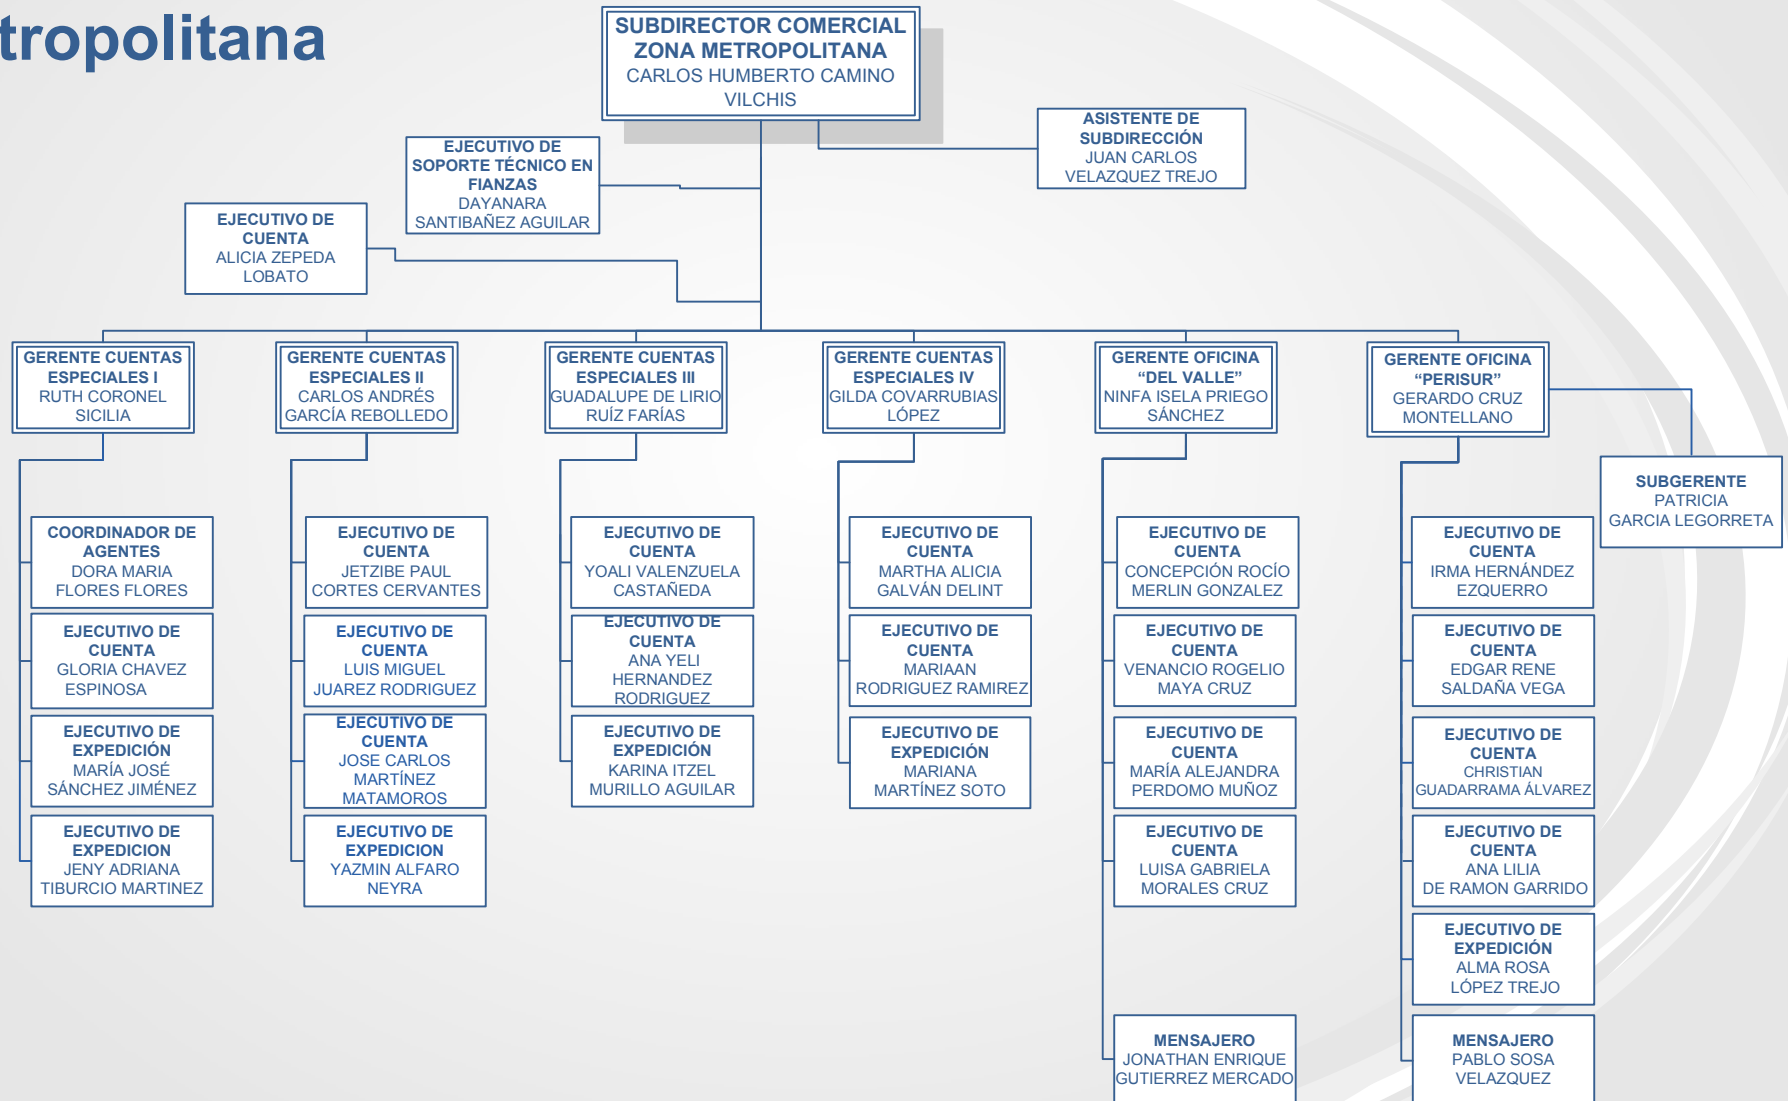 tropolitana
SUBDIRECTOR COMERCIAL
ZONA METROPOLITANA
CARLOS HUMBERTO CAMINO
VILCHIS
ASISTENTE DE
SUBDIRECCIÓN
JUAN CARLOS
VELAZQUEZ TREJO
EJECUTIVO DE
SOPORTE TÉCNICO EN
FIANZAS
DAYANARA
SANTIBAÑEZ AGUILAR
EJECUTIVO DE
CUENTA
ALICIA ZEPEDA
LOBATO
GERENTE CUENTAS
ESPECIALES I
RUTH CORONEL
SICILIA
GERENTE CUENTAS
ESPECIALES II
CARLOS ANDRÉS
GARCÍA REBOLLEDO
GERENTE CUENTAS
ESPECIALES III
GUADALUPE DE LIRIO
RUÍZ FARÍAS
GERENTE CUENTAS
ESPECIALES IV
GILDA COVARRUBIAS
LÓPEZ
GERENTE OFICINA
“DEL VALLE”
NINFA ISELA PRIEGO
SÁNCHEZ
GERENTE OFICINA
“PERISUR”
GERARDO CRUZ
MONTELLANO
SUBGERENTE
PATRICIA
GARCIA LEGORRETA
COORDINADOR DE
AGENTES
DORA MARIA
FLORES FLORES
EJECUTIVO DE
CUENTA
GLORIA CHAVEZ
ESPINOSA
EJECUTIVO DE
EXPEDICIÓN
MARÍA JOSÉ
SÁNCHEZ JIMÉNEZ
EJECUTIVO DE
EXPEDICION
JENY ADRIANA
TIBURCIO MARTINEZ
EJECUTIVO DE
CUENTA
JETZIBE PAUL
CORTES CERVANTES
EJECUTIVO DE
CUENTA
LUIS MIGUEL
JUAREZ RODRIGUEZ
EJECUTIVO DE
CUENTA
JOSE CARLOS
MARTÍNEZ
MATAMOROS
EJECUTIVO DE
EXPEDICION
YAZMIN ALFARO
NEYRA
EJECUTIVO DE
CUENTA
YOALI VALENZUELA
CASTAÑEDA
EJECUTIVO DE
CUENTA
ANA YELI
HERNANDEZ
RODRIGUEZ
EJECUTIVO DE
EXPEDICIÓN
KARINA ITZEL
MURILLO AGUILAR
EJECUTIVO DE
CUENTA
MARTHA ALICIA
GALVÁN DELINT
EJECUTIVO DE
CUENTA
MARIAAN
RODRIGUEZ RAMIREZ
EJECUTIVO DE
EXPEDICIÓN
MARIANA
MARTÍNEZ SOTO
EJECUTIVO DE
CUENTA
CONCEPCIÓN ROCÍO
MERLIN GONZALEZ
EJECUTIVO DE
CUENTA
VENANCIO ROGELIO
MAYA CRUZ
EJECUTIVO DE
CUENTA
MARÍA ALEJANDRA
PERDOMO MUÑOZ
EJECUTIVO DE
CUENTA
LUISA GABRIELA
MORALES CRUZ
MENSAJERO
JONATHAN ENRIQUE
GUTIERREZ MERCADO
EJECUTIVO DE
CUENTA
IRMA HERNÁNDEZ
EZQUERRO
EJECUTIVO DE
CUENTA
EDGAR RENE
SALDAÑA VEGA
EJECUTIVO DE
CUENTA
CHRISTIAN
GUADARRAMA ÁLVAREZ
EJECUTIVO DE
CUENTA
ANA LILIA
DE RAMON GARRIDO
EJECUTIVO DE
EXPEDICIÓN
ALMA ROSA
LÓPEZ TREJO
MENSAJERO
PABLO SOSA
VELAZQUEZ